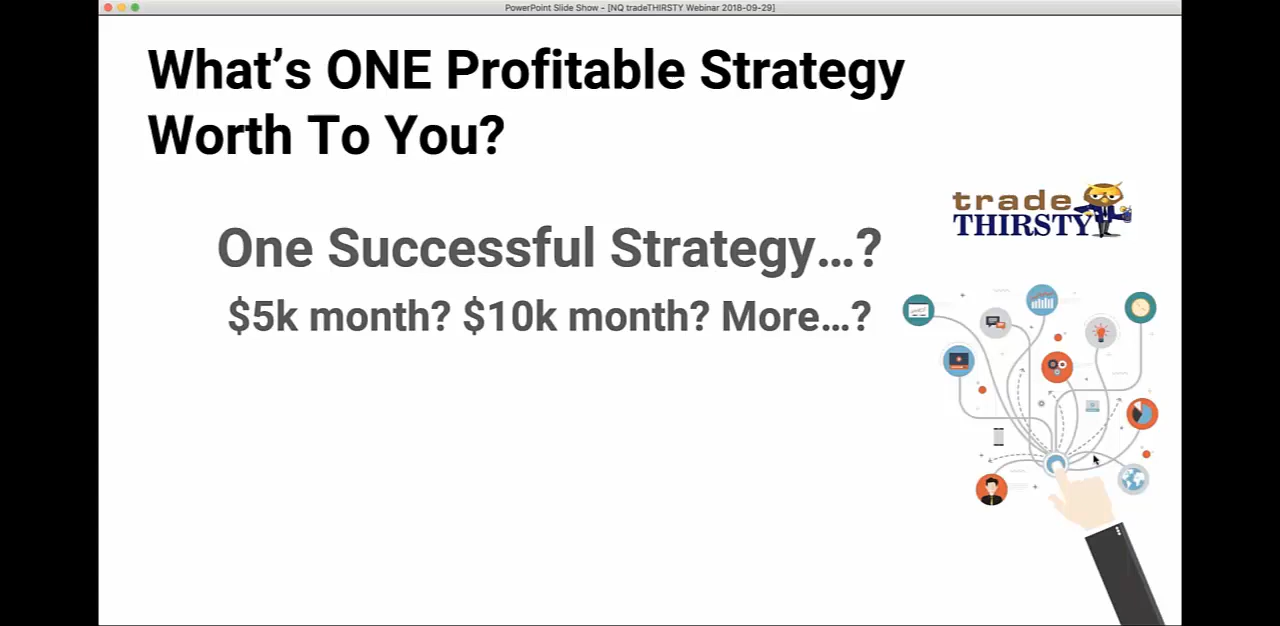 PowerPoint Slide Show - [NQ tradeTHIRSTY Webinar 2018-09-29]
What's ONE Profitable Strategy
Worth To You?
trade
THIRSTY
One Successful Strategy...?
$5k month? $10k month? More...?